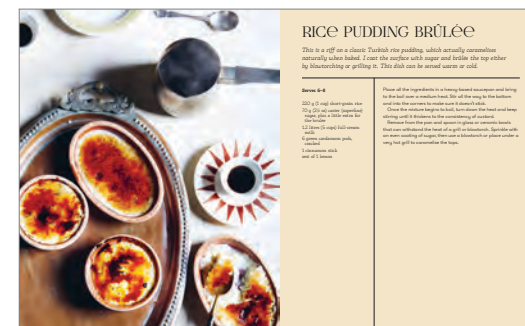 RICE PUDDING BRÛLÉE
This is a riff on a classic Turkish rice pudding, which actually caramelises
naturally when baked. I coat the surface with sugar and brûlée the top either
by blowtorching or grilling it. This dish can be served warm or cold.
Serves 6–8
220 g (1 cup) short-grain rice
70 g (2½ oz) caster (superfine)
sugar, plus a little extra for
the brûlée
1.2 litres (5 cups) full-cream
milk
6 green cardamom pods,
cracked
1 cinnamon stick
zest of 1 lemon
Place all the ingredients in a heavy-based saucepan and bring
to the boil over a medium heat. Stir all the way to the bottom
and into the corners to make sure it doesn't stick.
Once the mixture begins to boil, turn down the heat and keep
stirring until it thickens to the consistency of custard.
Remove from the pan and spoon in glass or ceramic bowls
that can withstand the heat of a grill or blowtorch. Sprinkle with
an even coating of sugar, then use a blowtorch or place under a
very hot grill to caramelise the tops.